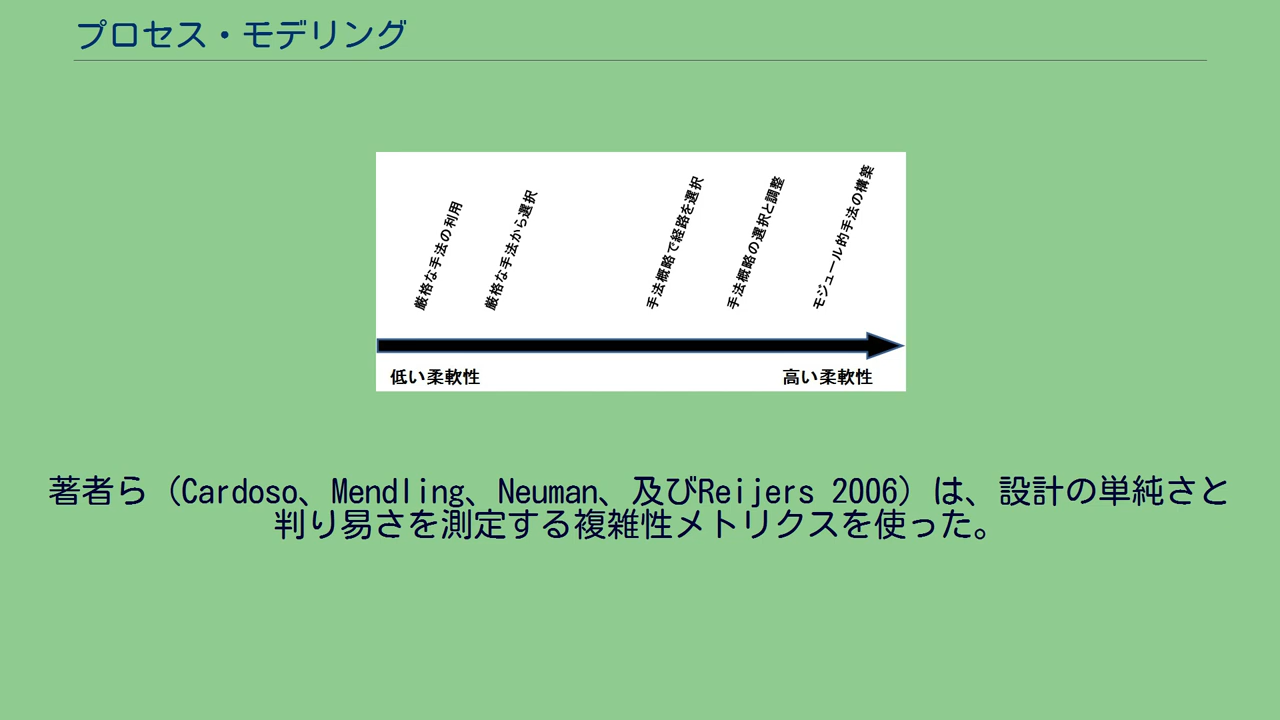 プロセス・モデリング
厳格な手法の利用
厳格な手法から選択
手法概略で経路を選択
手法概略の選択と調整
モジュール的手法の構築
低い柔軟性
高い柔軟性
著者ら（Cardoso、Mendling、Neuman、及びReijers 2006）は、設計の単純さと
判り易さを測定する複雑性メトリクスを使った。